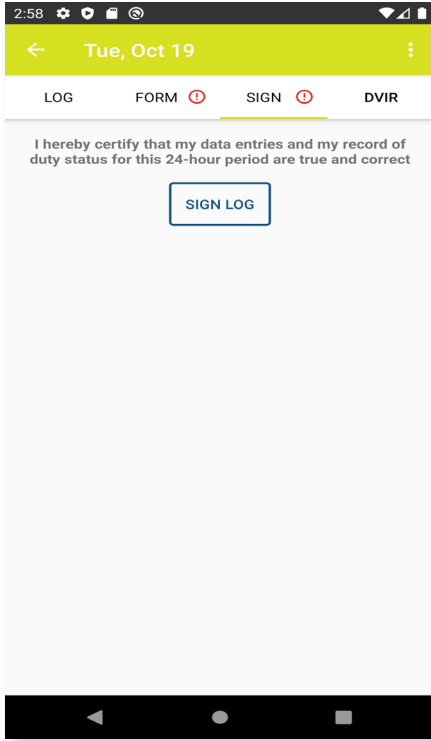 2:58
Tue, Oct 19
LOG FORM SIGN DVIR
I hereby certify that my data entries and my record of
duty status for this 24-hour period are true and correct
SIGN LOG